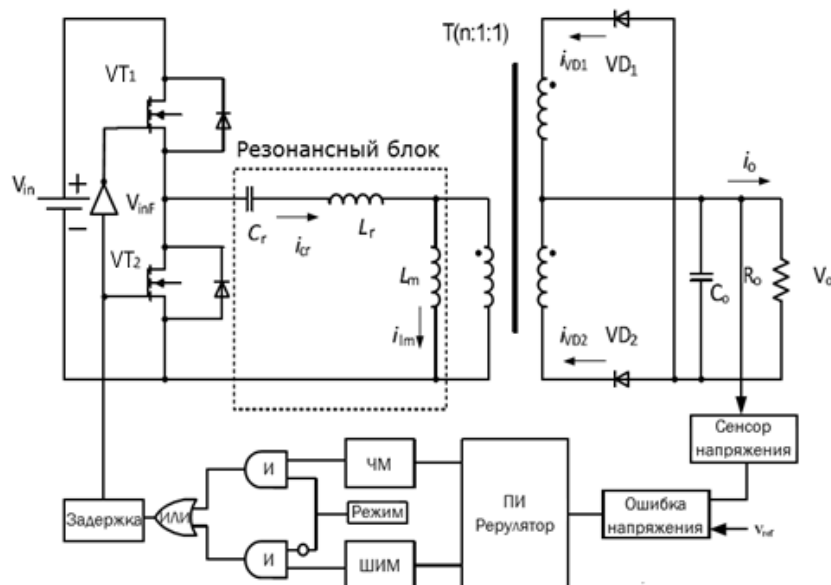 T(n:1:1)
iVD1 VD1
VT1
Резонансный блок
io
Vin
+
−
VinF
Cr
icr
Lr
VT2
Lm
ilm
Co
Ro
Vo
iVD2 VD2
Сенсор
напряжения
И
ЧМ
ПИ
Рерулятор
Режим
Ошибка
напряжения
vref
Задержка
ИЛИ
И
ШИМ